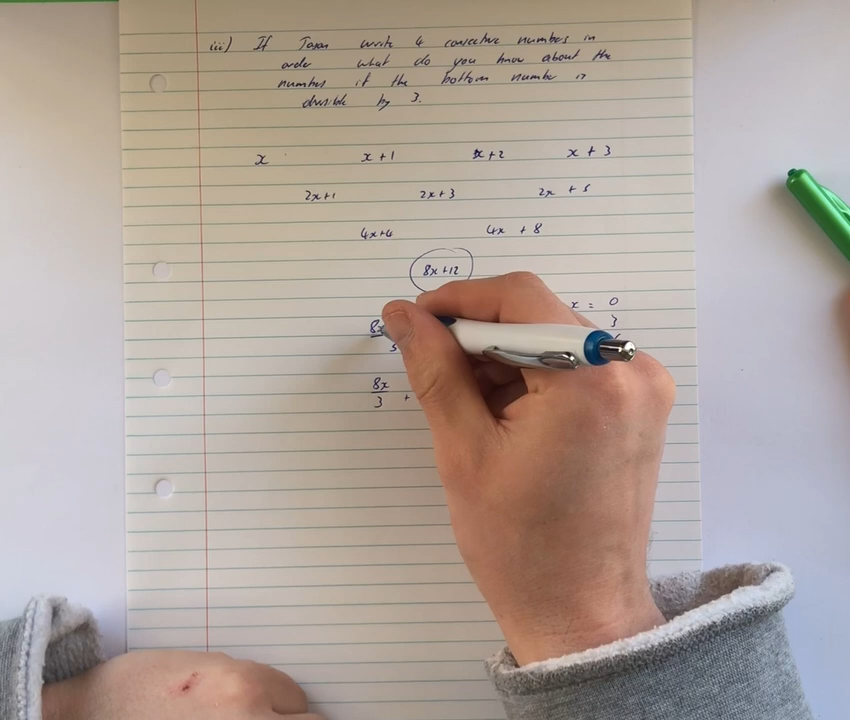 iii) If Jason write 4 consecutive numbers in
order what do you know about the
numbers if the bottom number is
divisible by 3.
x x+1 x+2 x+3
2x+1 2x+3 2x+5
4x+4 4x+8
8x+12
x = 0
8x 3
8x
3 +